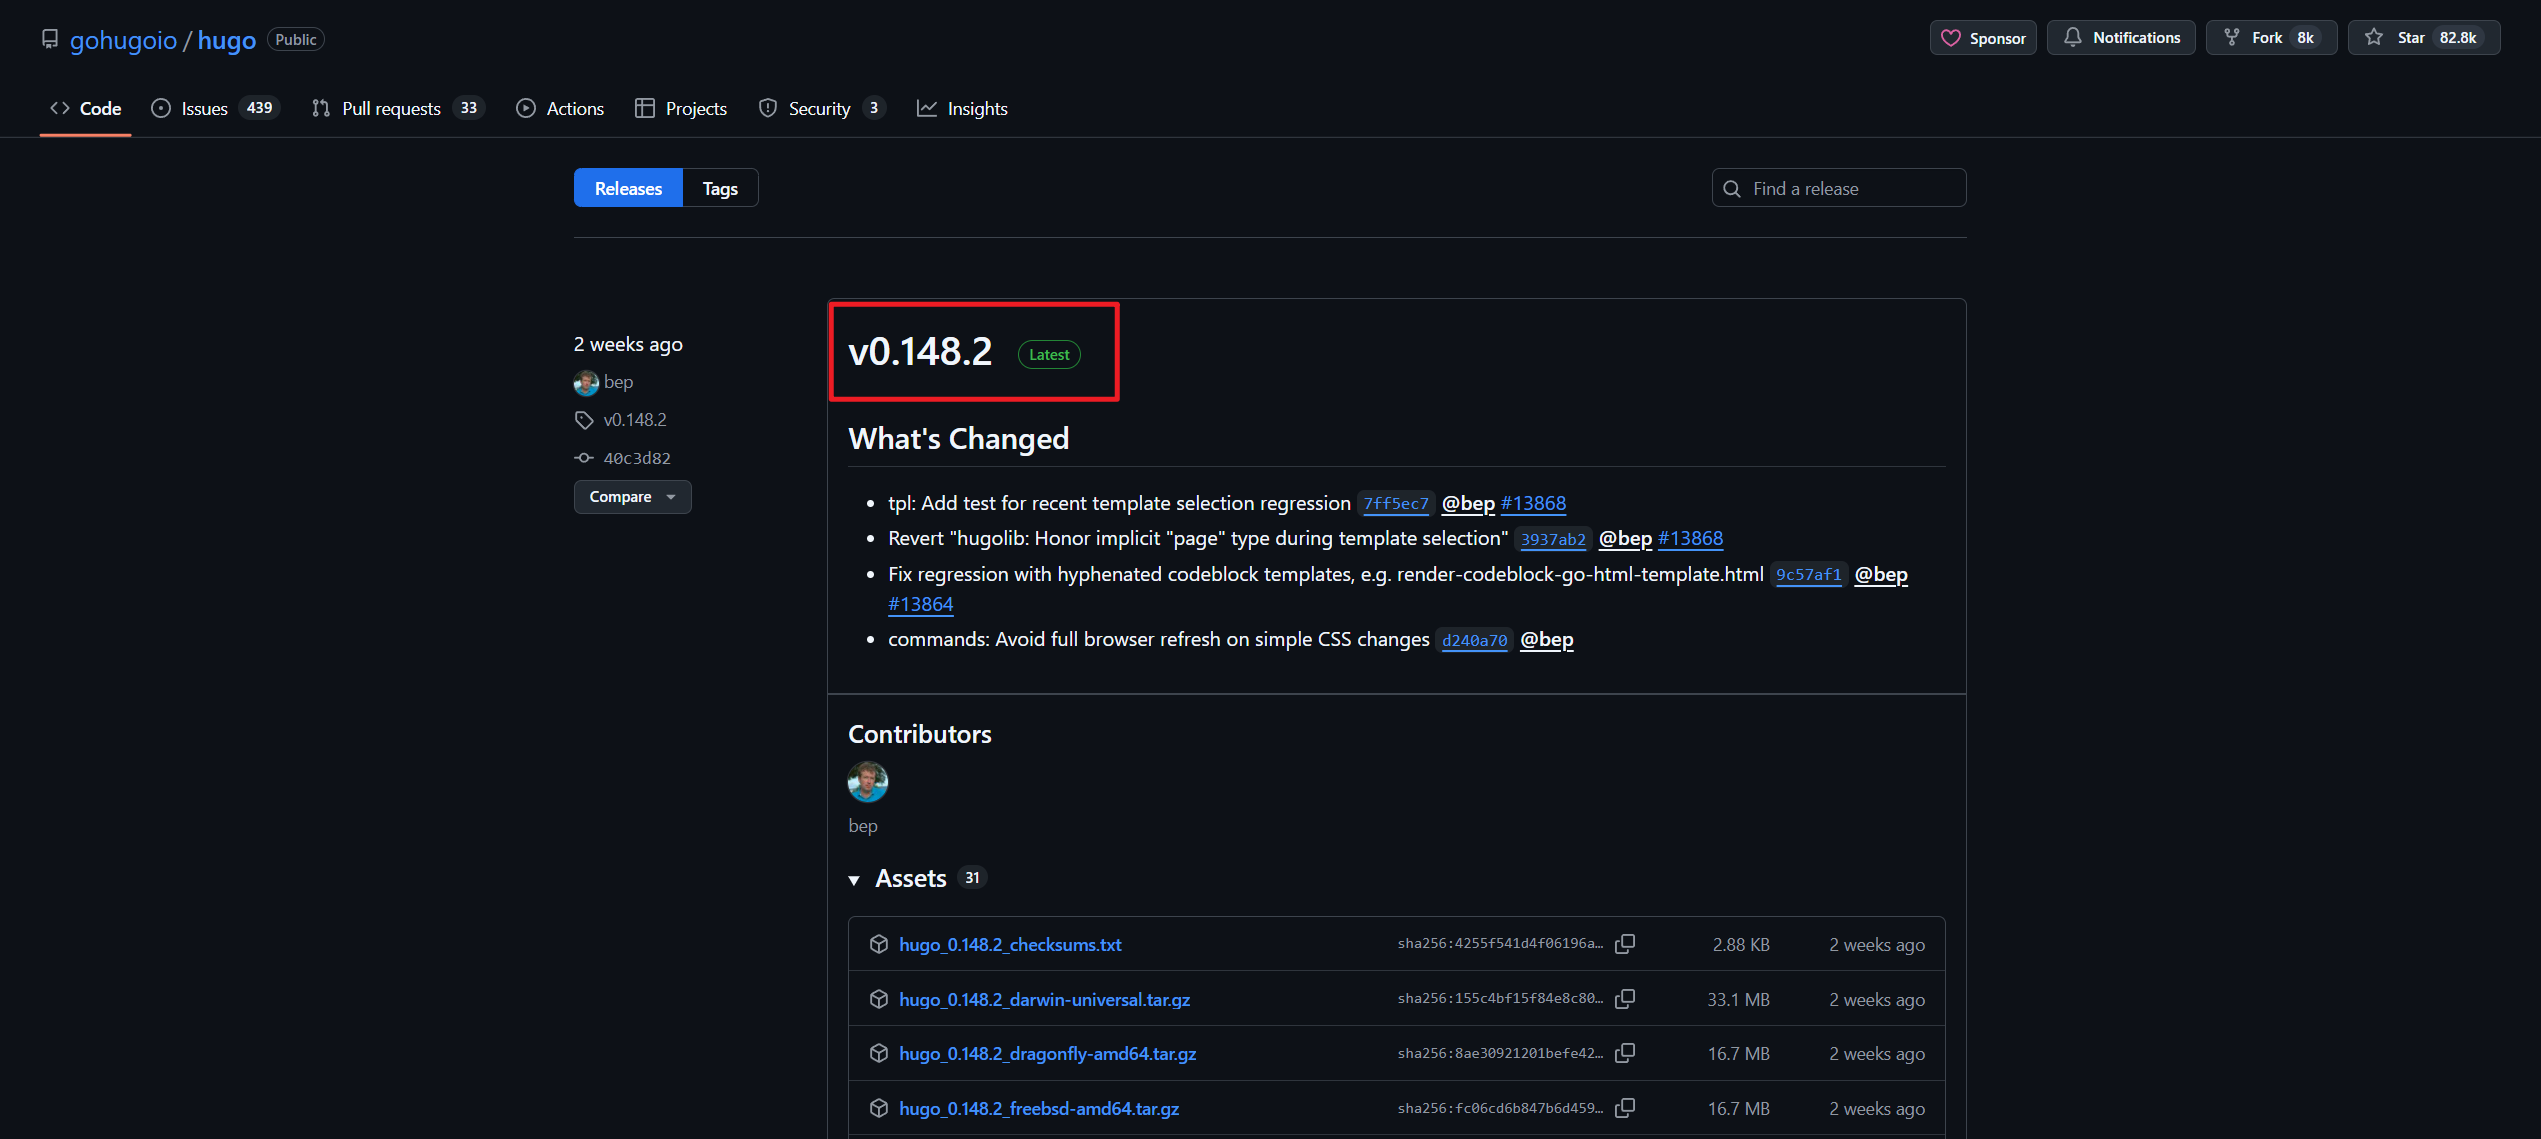 gohugoio / hugo Public
Sponsor Notifications Fork 8k Star 82.8k
Code Issues 439 Pull requests 33 Actions Projects Security 3 Insights
Releases Tags
Find a release
2 weeks ago
bep
v0.148.2
40c3d82
Compare
v0.148.2 Latest
What's Changed
tpl: Add test for recent template selection regression 7ff5ec7 @bep #13868
Revert "hugolib: Honor implicit "page" type during template selection" 3937ab2 @bep #13868
Fix regression with hyphenated codeblock templates, e.g. render-codeblock-go-html-template.html 9c57af1 @bep
#13864
commands: Avoid full browser refresh on simple CSS changes d240a70 @bep
Contributors
bep
Assets 31
hugo_0.148.2_checksums.txt sha256:4255f541d4f06196a… 2.88 KB 2 weeks ago
hugo_0.148.2_darwin-universal.tar.gz sha256:155c4bf15f84e8c80… 33.1 MB 2 weeks ago
hugo_0.148.2_dragonfly-amd64.tar.gz sha256:8ae30921201befe42… 16.7 MB 2 weeks ago
hugo_0.148.2_freebsd-amd64.tar.gz sha256:fc06cd6b847b6d459… 16.7 MB 2 weeks ago